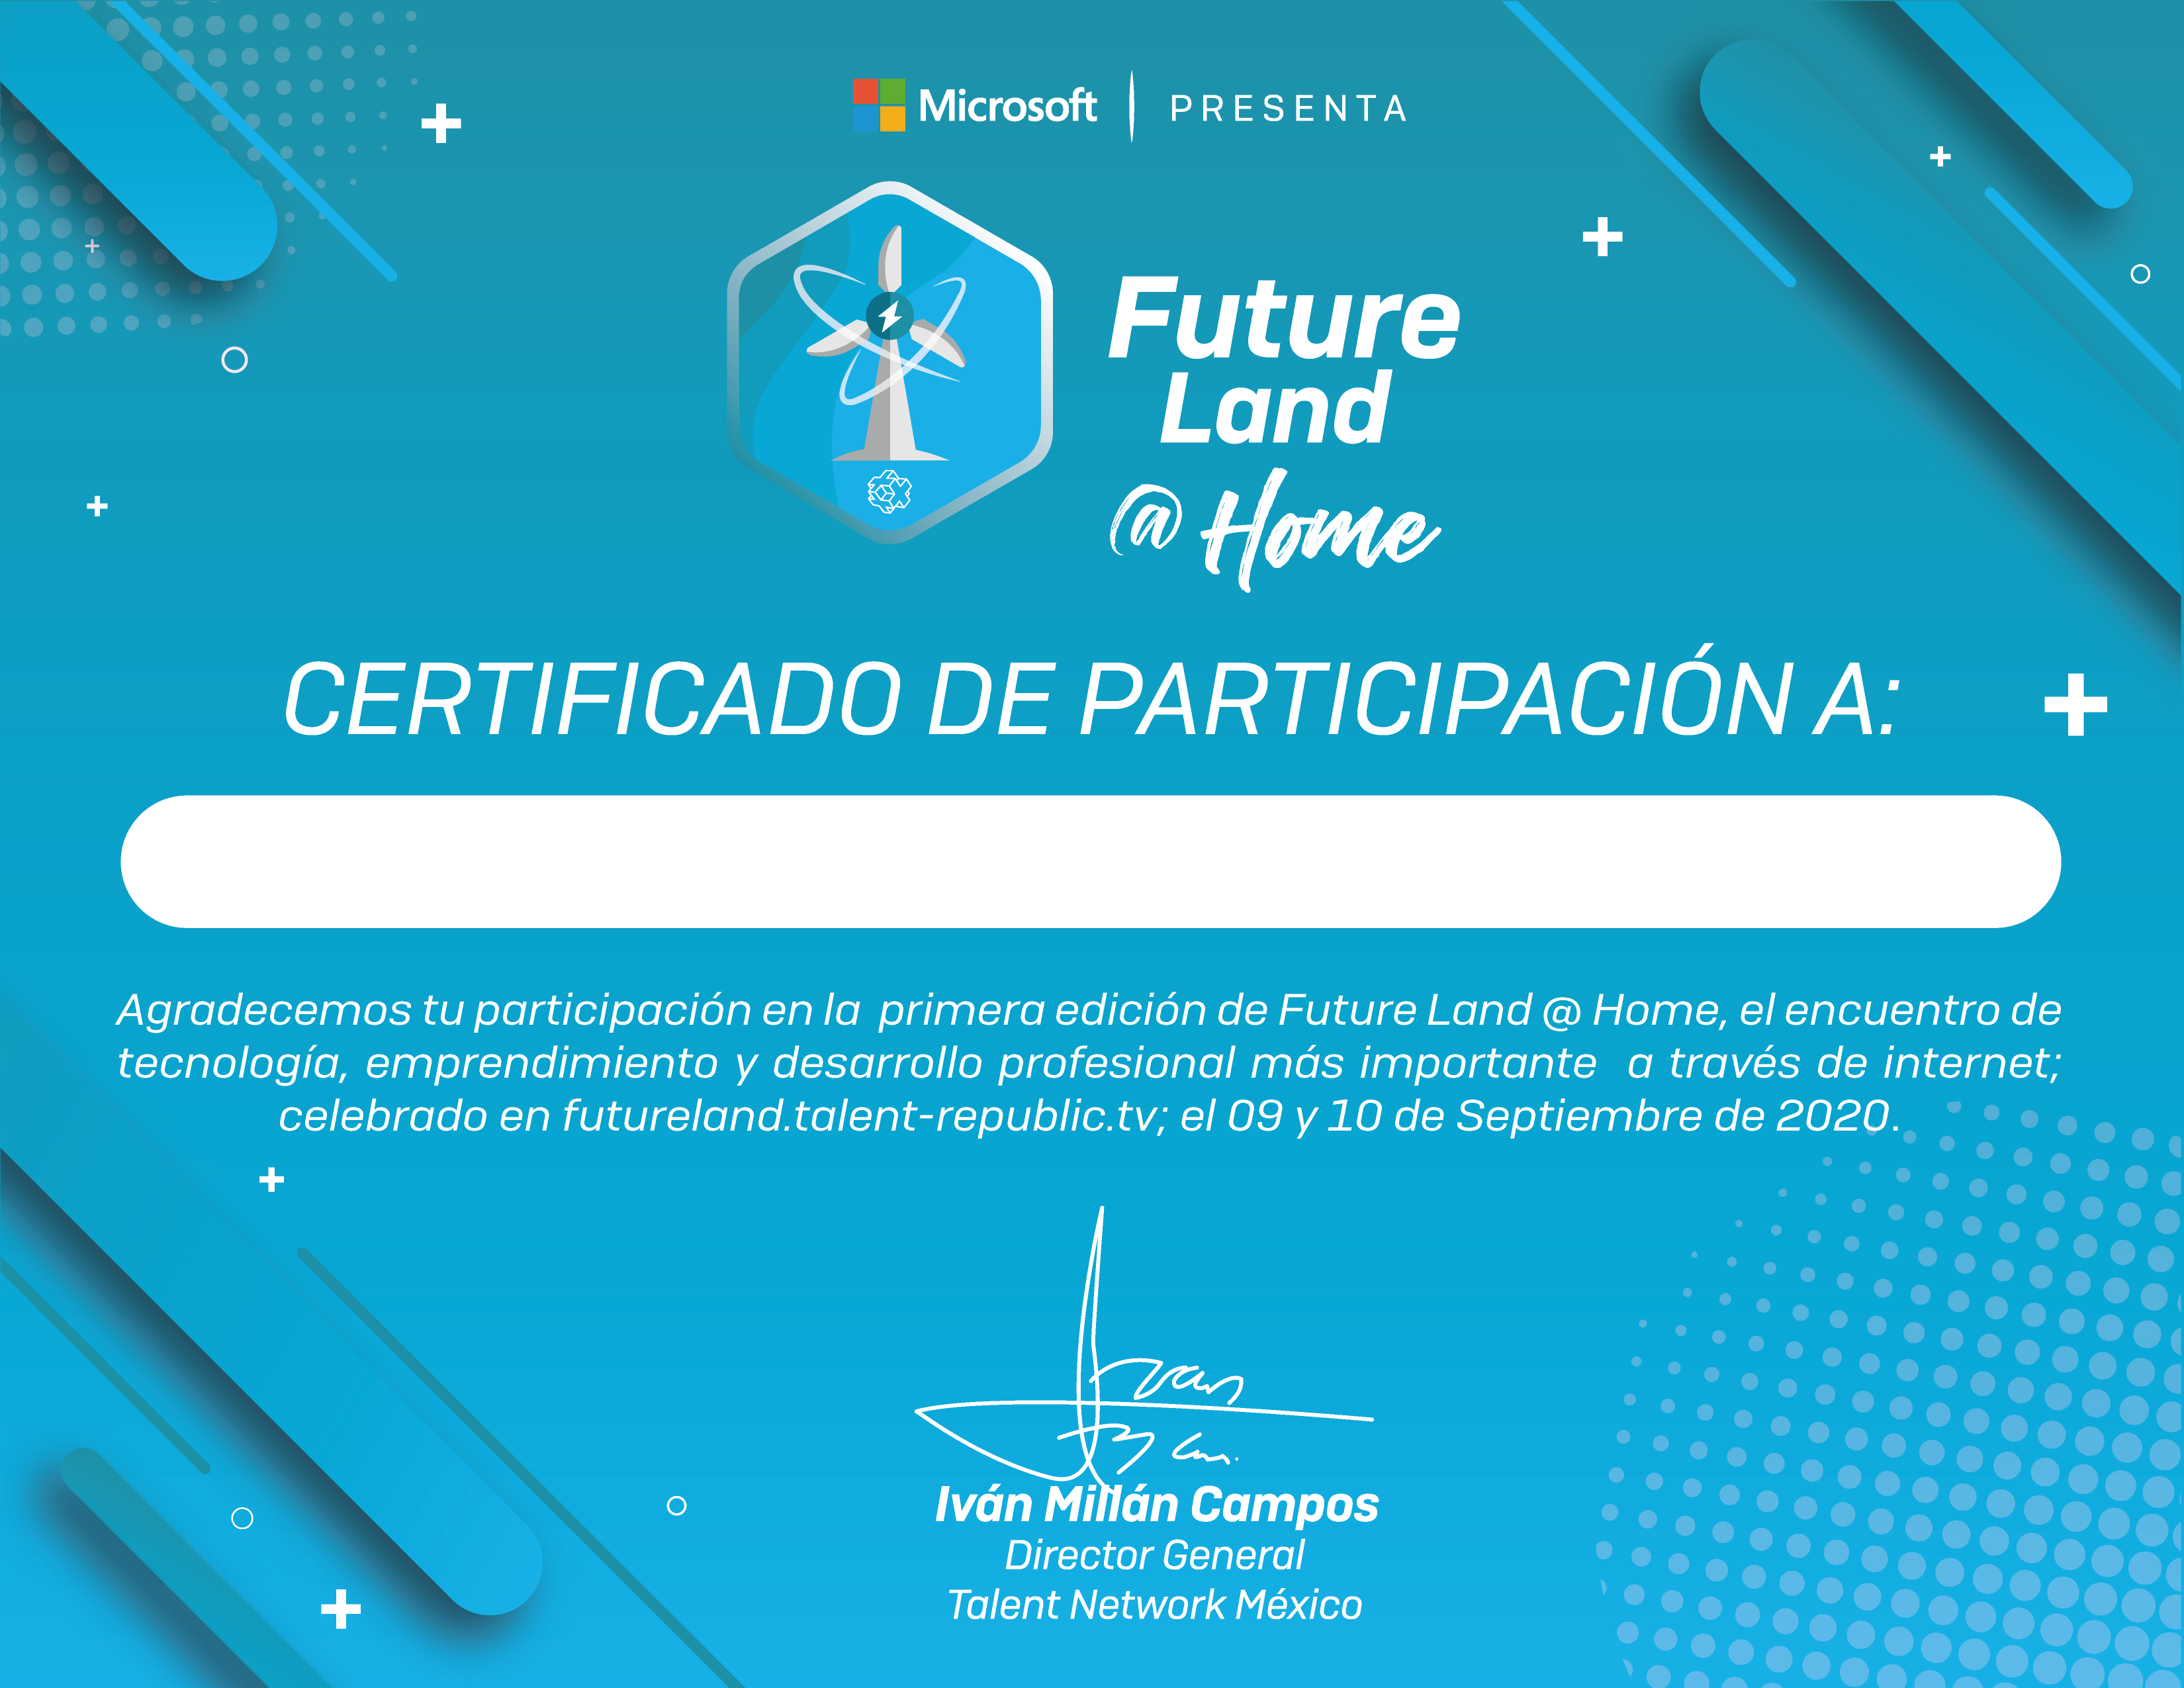 Microsoft | PRESENTA
Future
Land
@ Home
CERTIFICADO DE PARTICIPACIÓN A:
Agradecemos tu participación en la primera edición de Future Land @ Home, el encuentro de
tecnología, emprendimiento y desarrollo profesional más importante a través de internet;
celebrado en futureland.talent-republic.tv; el 09 y 10 de Septiembre de 2020.
Iván Millán Campos
Director General
Talent Network México